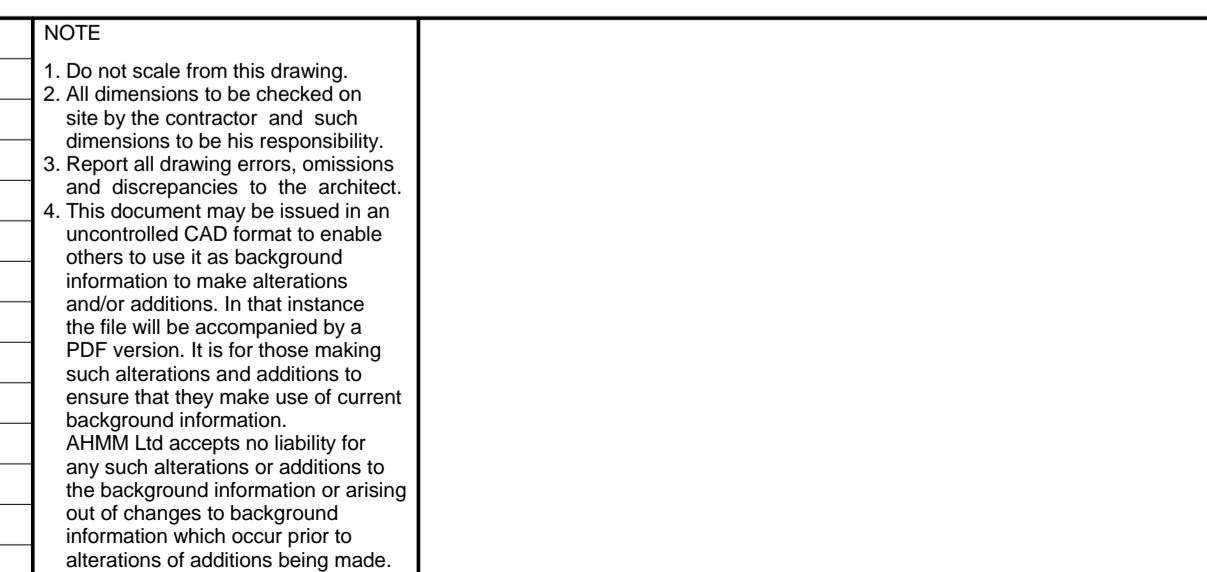 NOTE
1. Do not scale from this drawing.
2. All dimensions to be checked on
site by the contractor and such
dimensions to be his responsibility.
3. Report all drawing errors, omissions
and discrepancies to the architect.
4. This document may be issued in an
uncontrolled CAD format to enable
others to use it as background
information to make alterations
and/or additions. In that instance
the file will be accompanied by a
PDF version. It is for those making
such alterations and additions to
ensure that they make use of current
background information.
AHMM Ltd accepts no liability for
any such alterations or additions to
the background information or arising
out of changes to background
information which occur prior to
alterations of additions being made.